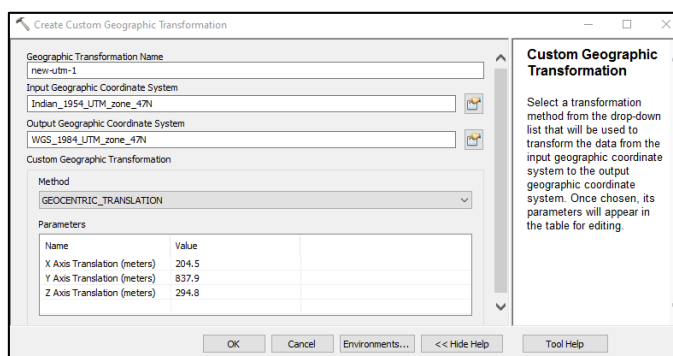 Create Custom Geographic Transformation
Geographic Transformation Name
new-utm-1
Input Geographic Coordinate System
Indian_1954_UTM_zone_47N
Output Geographic Coordinate System
WGS_1984_UTM_zone_47N
Custom Geographic Transformation
Method
GEOCENTRIC_TRANSLATION
Parameters
Name Value
X Axis Translation (meters) 204.5
Y Axis Translation (meters) 837.9
Z Axis Translation (meters) 294.8
Custom Geographic
Transformation
Select a transformation
method from the drop-down
list that will be used to
transform the data from the
input geographic coordinate
system to the output
geographic coordinate
system. Once chosen, its
parameters will appear in
the table for editing.
OK Cancel Environments... << Hide Help Tool Help